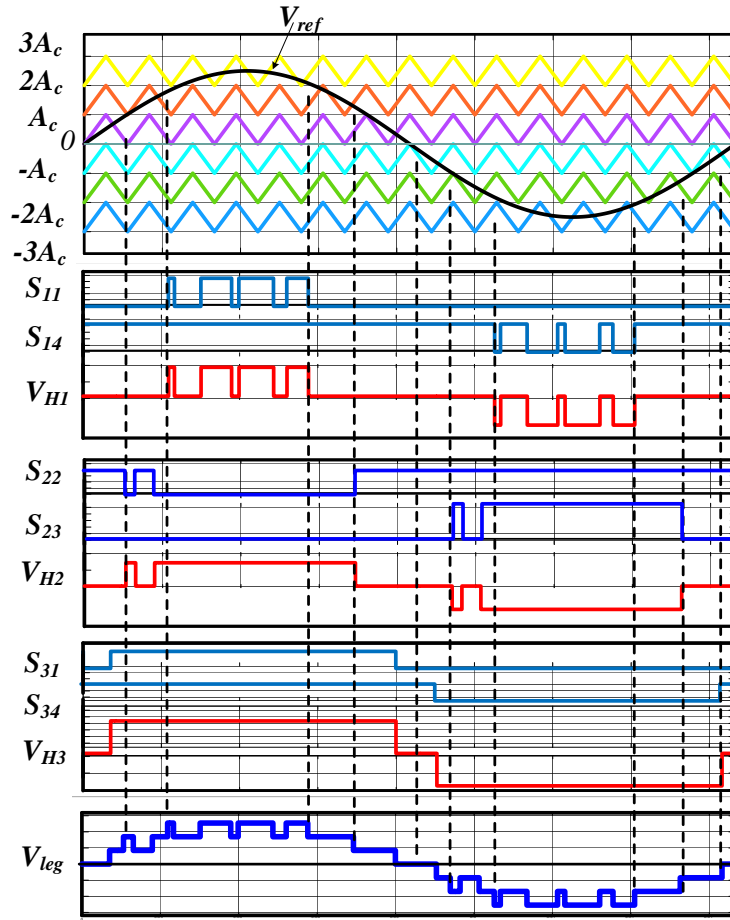 V_ref
3A_c
2A_c
A_c
0
-A_c
-2A_c
-3A_c
S_11
S_14
V_H1
S_22
S_23
V_H2
S_31
S_34
V_H3
V_leg